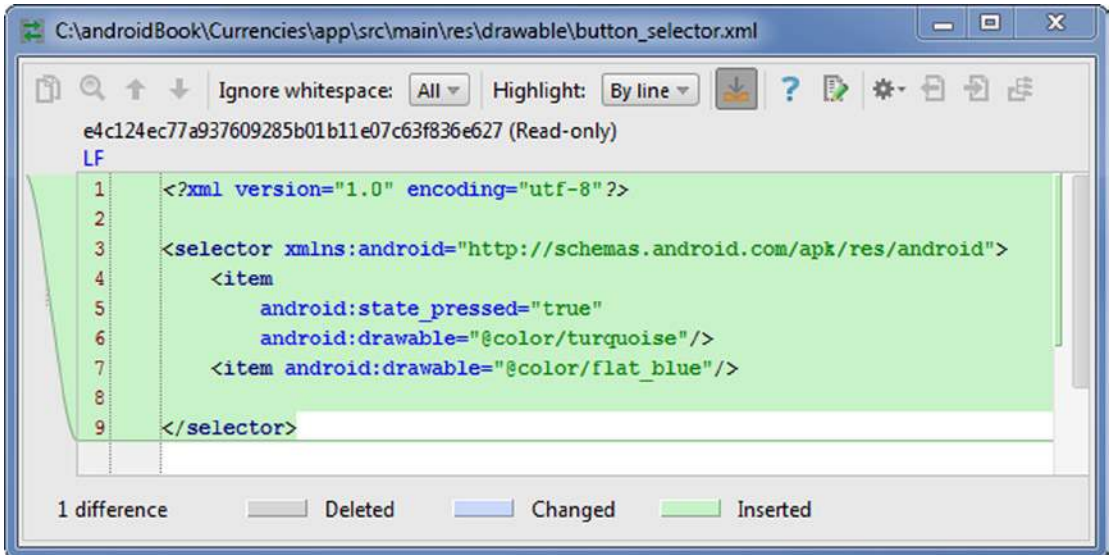 C:\androidBook\Currencies\app\src\main\res\drawable\button_selector.xml
Ignore whitespace: All Highlight: By line ?
e4c124ec77a937609285b01b11e07c63f836e627 (Read-only)
LF
1 <?xml version="1.0" encoding="utf-8"?>
2
3 <selector xmlns:android="http://schemas.android.com/apk/res/android">
4 <item
5 android:state_pressed="true"
6 android:drawable="@color/turquoise"/>
7 <item android:drawable="@color/flat_blue"/>
8
9 </selector>
1 difference Deleted Changed Inserted